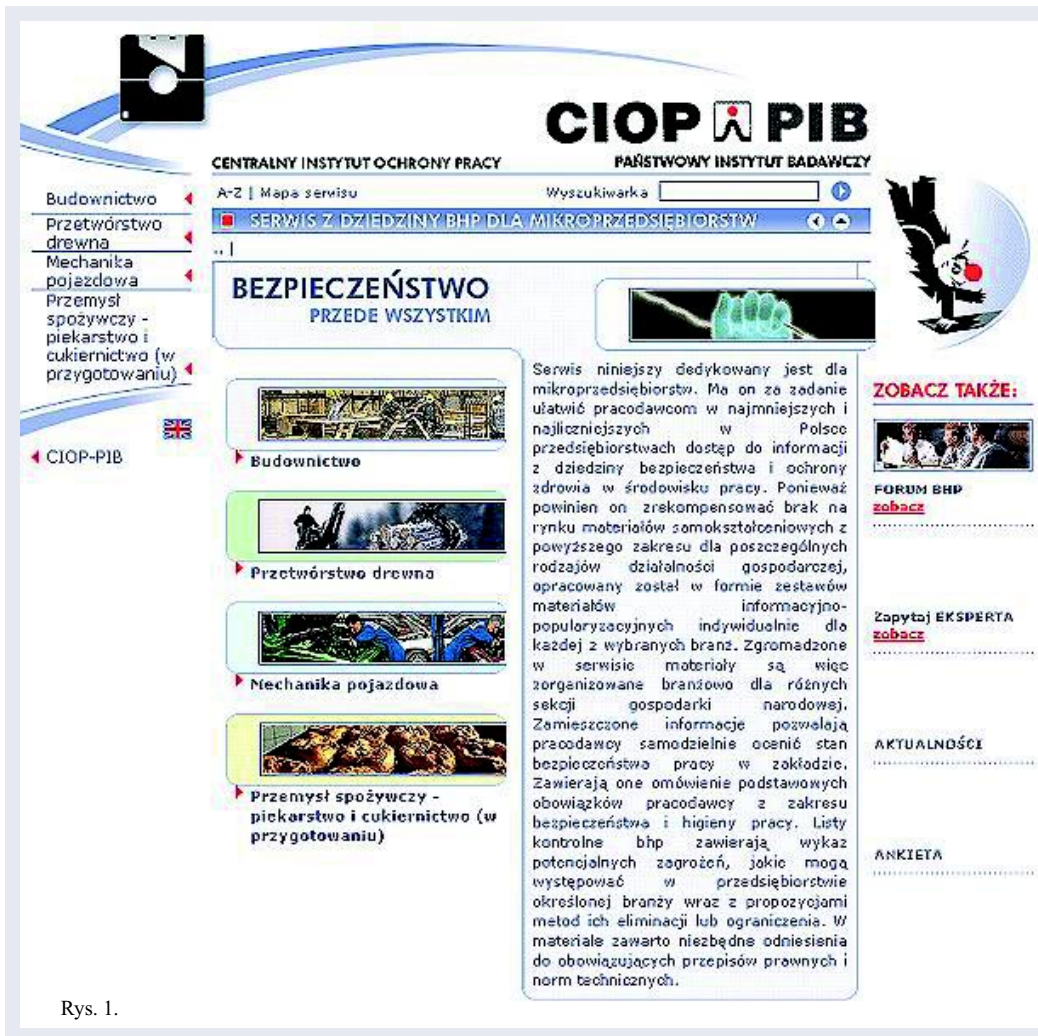 CIOP PIB
CENTRALNY INSTYTUT OCHRONY PRACY
PAŃSTWOWY INSTYTUT BADAWCZY
A-Z | Mapa serwisu
Wyszukiwarka
SERWIS Z DZIEDZINY BHP DLA MIKROPRZEDSIĘBIORSTW
.. |
Budownictwo
Przetwórstwo
drewna
Mechanika
pojazdowa
Przemysł
spożywczy -
piekarstwo i
cukiernictwo (w
przygotowaniu)
CIOP-PIB
BEZPIECZEŃSTWO
PRZEDE WSZYSTKIM
Budownictwo
Przetwórstwo drewna
Mechanika pojazdowa
Przemysł spożywczy -
piekarstwo i cukiernictwo (w
przygotowaniu)
Serwis niniejszy dedykowany jest dla
mikroprzedsiębiorstw. Ma on za zadanie
ułatwić pracodawcom w najmniejszych i
najliczniejszych w Polsce
przedsiębiorstwach dostęp do informacji
z dziedziny bezpieczeństwa i ochrony
zdrowia w środowisku pracy. Ponieważ
powinien on zrekompensować brak na
rynku materiałów samokształceniowych z
powyższego zakresu dla poszczególnych
rodzajów działalności gospodarczej,
opracowany został w formie zestawów
materiałów informacyjno-
popularyzacyjnych indywidualnie dla
każdej z wybranych branż. Zgromadzone
w serwisie materiały są więc
zorganizowane branżowo dla różnych
sekcji gospodarki narodowej.
Zamieszczone informacje pozwalają
pracodawcy samodzielnie ocenić stan
bezpieczeństwa pracy w zakładzie.
Zawierają one omówienie podstawowych
obowiązków pracodawcy z zakresu
bezpieczeństwa i higieny pracy. Listy
kontrolne bhp zawierają wykaz
potencjalnych zagrożeń, jakie mogą
występować w przedsiębiorstwie
określonej branży wraz z propozycjami
metod ich eliminacji lub ograniczenia. W
materiale zawarto niezbędne odniesienia
do obowiązujących przepisów prawnych i
norm technicznych.
ZOBACZ TAKŻE:
FORUM BHP
zobacz
Zapytaj EKSPERTA
zobacz
AKTUALNOŚCI
ANKIETA
Rys. 1.